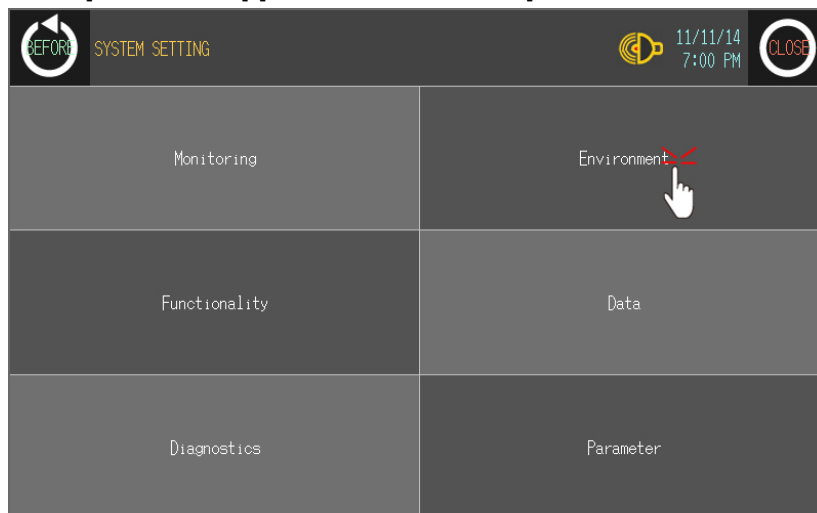 BEFORE
SYSTEM SETTING
11/11/14
7:00 PM
CLOSE
Monitoring
Environment
Functionality
Data
Diagnostics
Parameter